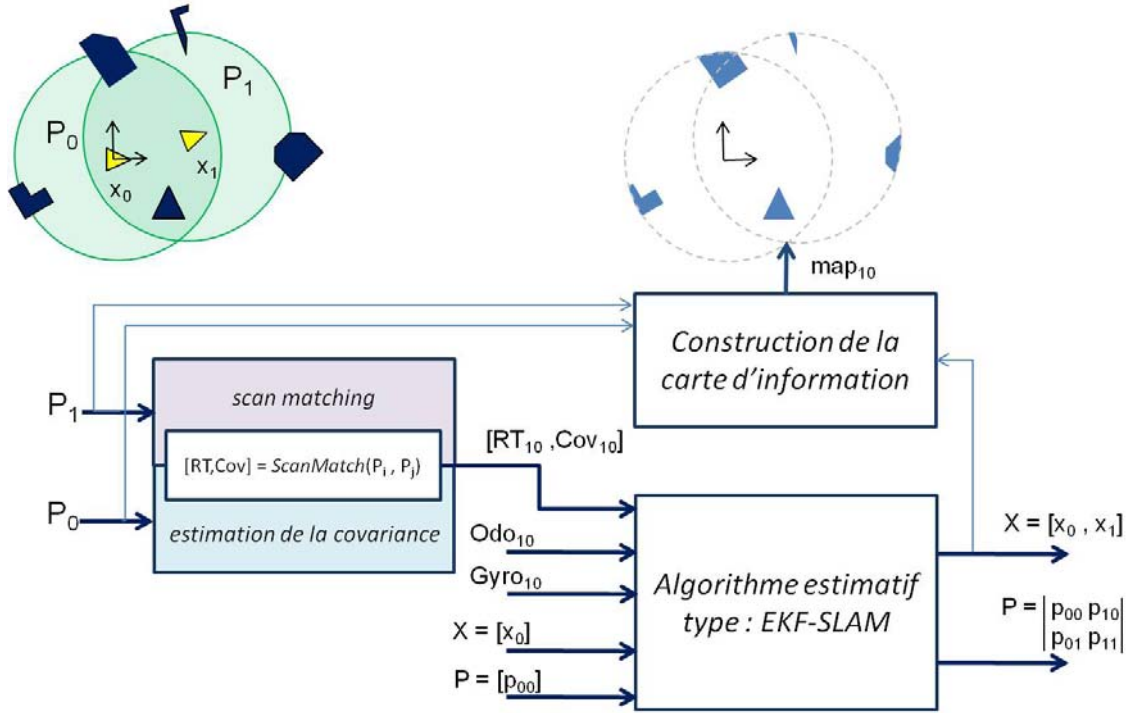 P₁
P₀
x₁
x₀
map₁₀
Construction de la
carte d'information
P₁
scan matching
[RT₁₀ ,Cov₁₀]
[RT,Cov] = ScanMatch(Pᵢ , Pⱼ)
P₀
estimation de la covariance
Odo₁₀
Gyro₁₀
X = [x₀]
P = [p₀₀]
Algorithme estimatif
type : EKF-SLAM
X = [x₀ , x₁]
P = |p₀₀ p₁₀|
|p₀₁ p₁₁|